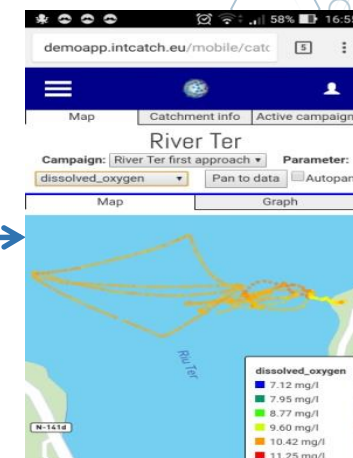 58% 16:55
demoapp.intcatch.eu/mobile/catc 5
Map Catchment info Active campaign
River Ter
Campaign: River Ter first approach Parameter:
dissolved_oxygen Pan to data Autopan
Map Graph
Riu Ter
N-141d
dissolved_oxygen
7.12 mg/l
7.95 mg/l
8.77 mg/l
9.60 mg/l
10.42 mg/l
11.25 mg/l